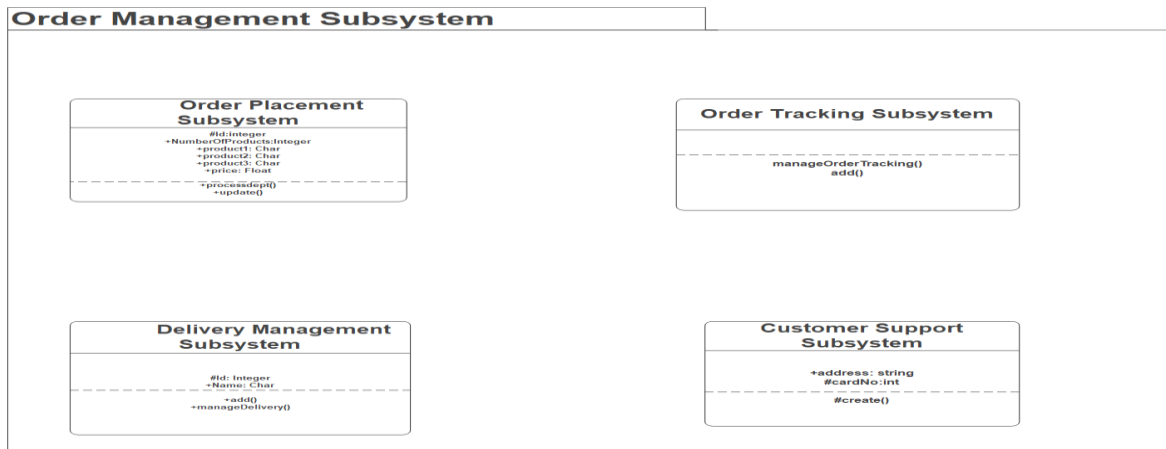 Order Management Subsystem
Order Placement
Subsystem
#Id:integer
+NumberOfProducts:Integer
+product1: Char
+product2: Char
+product3: Char
+price: Float
+processdept()
+update()
Order Tracking Subsystem
manageOrderTracking()
add()
Delivery Management
Subsystem
#Id: Integer
+Name: Char
+add()
+manageDelivery()
Customer Support
Subsystem
+address: string
#cardNo:int
#create()